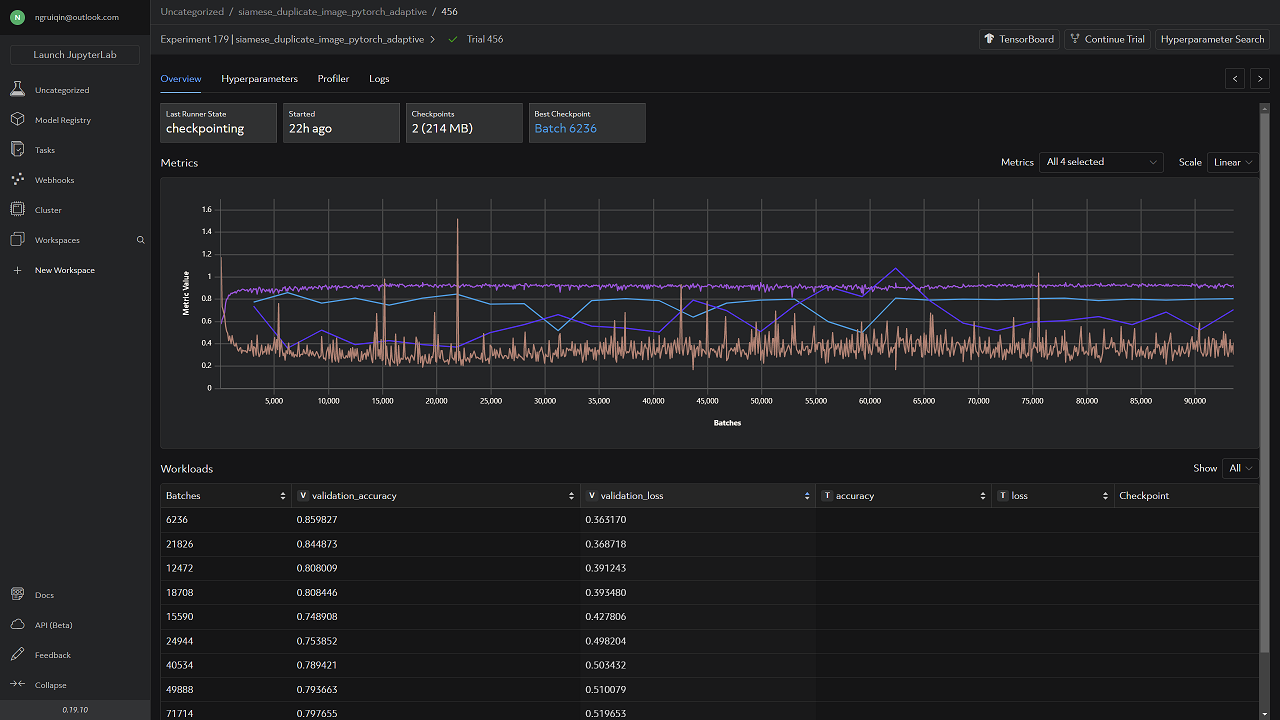 N ngruiqin@outlook.com
Uncategorized / siamese_duplicate_image_pytorch_adaptive / 456
Experiment 179 | siamese_duplicate_image_pytorch_adaptive > Trial 456
TensorBoard Continue Trial Hyperparameter Search
Launch JupyterLab
Uncategorized
Model Registry
Tasks
Webhooks
Cluster
Workspaces
+ New Workspace
Docs
API (Beta)
Feedback
Collapse
0.19.10
Overview Hyperparameters Profiler Logs
Last Runner State
checkpointing
Started
22h ago
Checkpoints
2 (214 MB)
Best Checkpoint
Batch 6236
Metrics
Metrics All 4 selected Scale Linear
Metric Value
1.6
1.4
1.2
1
0.8
0.6
0.4
0.2
0
5,000 10,000 15,000 20,000 25,000 30,000 35,000 40,000 45,000 50,000 55,000 60,000 65,000 70,000 75,000 80,000 85,000 90,000
Batches
Workloads
Show All
Batches V validation_accuracy V validation_loss T accuracy T loss Checkpoint
6236 0.859827 0.363170
21826 0.844873 0.368718
12472 0.808009 0.391243
18708 0.808446 0.393480
15590 0.748908 0.427806
24944 0.753852 0.498204
40534 0.789421 0.503432
49888 0.793663 0.510079
71714 0.797655 0.519653